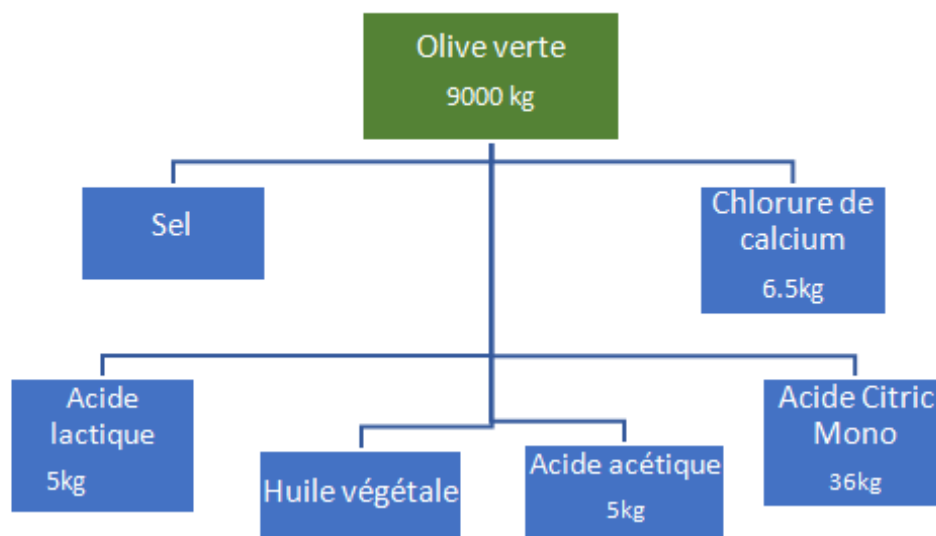 Olive verte
9000 kg
Sel
Chlorure de
calcium
6.5kg
Acide
lactique
5kg
Huile végétale
Acide acétique
5kg
Acide Citric
Mono
36kg